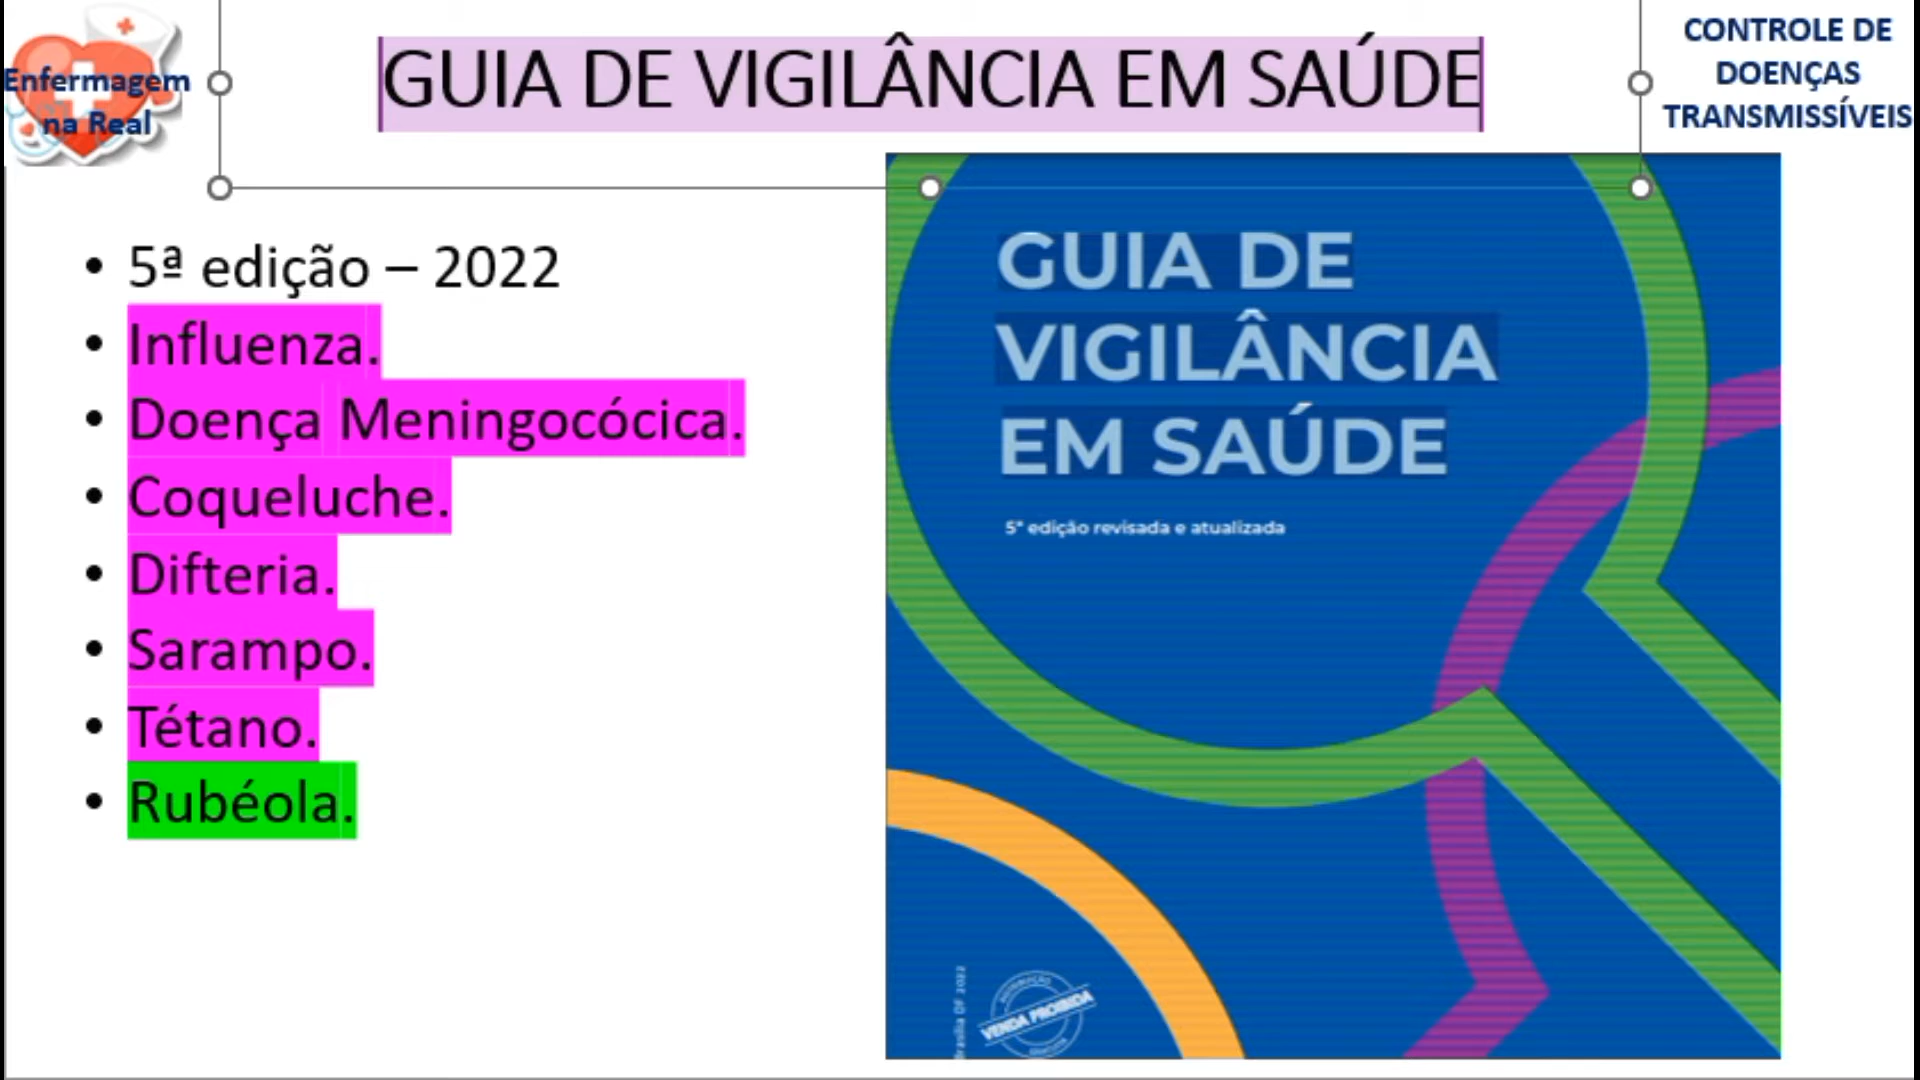 Enfermagem
na Real
GUIA DE VIGILÂNCIA EM SAÚDE
CONTROLE DE
DOENÇAS
TRANSMISSÍVEIS
• 5ª edição – 2022
• Influenza.
• Doença Meningocócica.
• Coqueluche.
• Difteria.
• Sarampo.
• Tétano.
• Rubéola.
GUIA DE
VIGILÂNCIA
EM SAÚDE
5ª edição revisada e atualizada
Brasília DF 2022
VENDA PROIBIDA